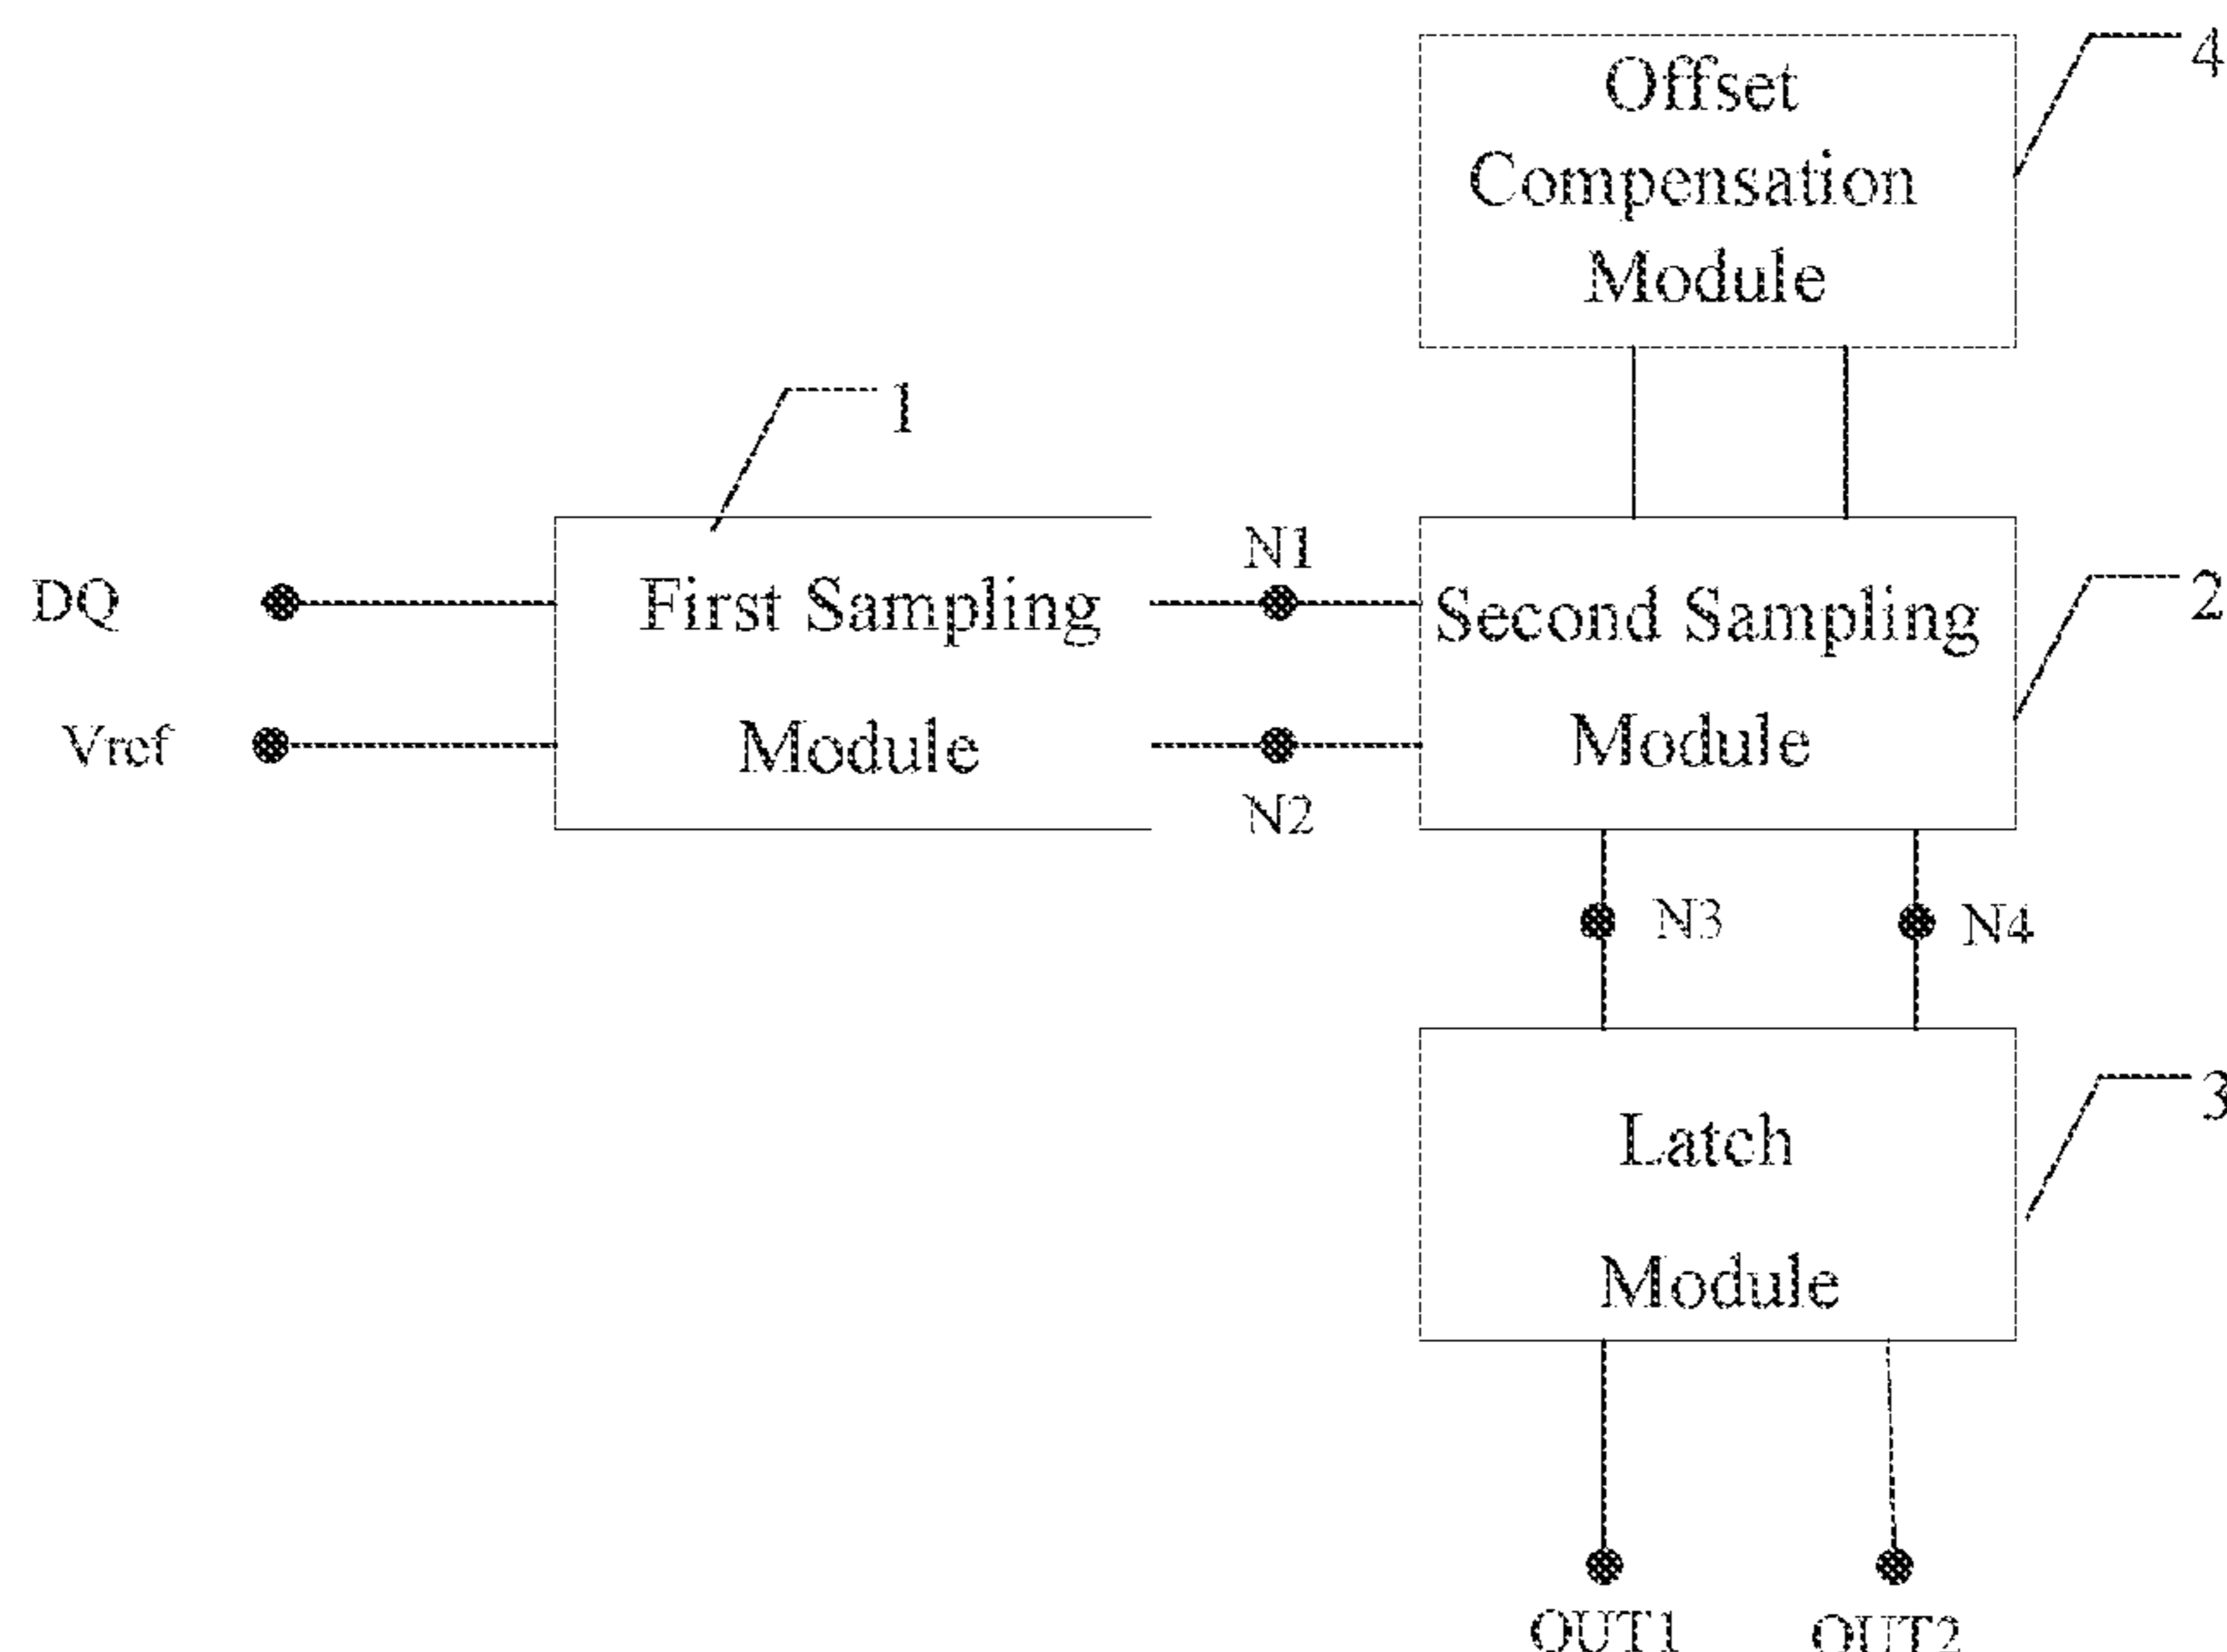 Offset
Compensation
Module
4
1
DQ
Vref
First Sampling
Module
N1
N2
Second Sampling
Module
2
N3
N4
Latch
Module
3
OUT1
OUT2